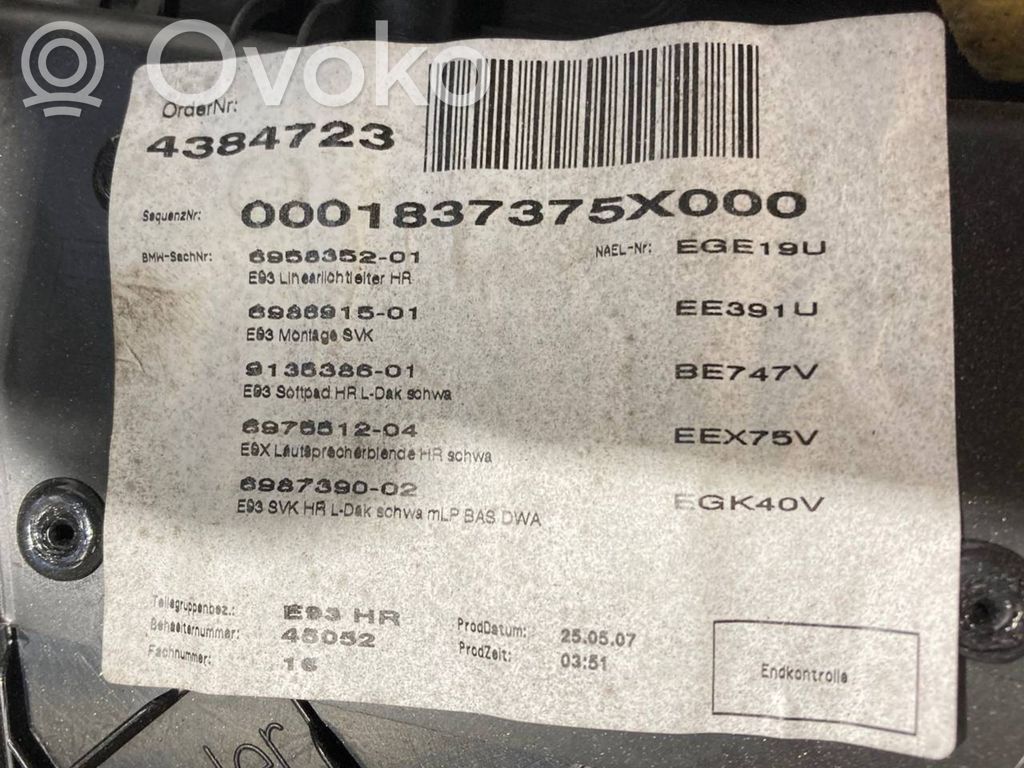 Ovoko
OrderNr:
4384723
SequenzNr: 0001837375X000
BMW-SachNr: 6958352-01 NAEL-Nr: EGE19U
E93 Linearlichtleiter HR
6986915-01 EE391U
E93 Montage SVK
9135386-01 BE747V
E93 Softpad HR L-Dak schwa
6975512-04 EEX75V
E9X Lautsprecherblende HR schwa
6987390-02 EGK40V
E93 SVK HR L-Dak schwa mLP BAS DWA
Teilegruppenbez.: E93 HR ProdDatum: 25.05.07
Behaelternummer: 45052 ProdZeit: 03:51
Fachnummer: 16
Endkontrolle